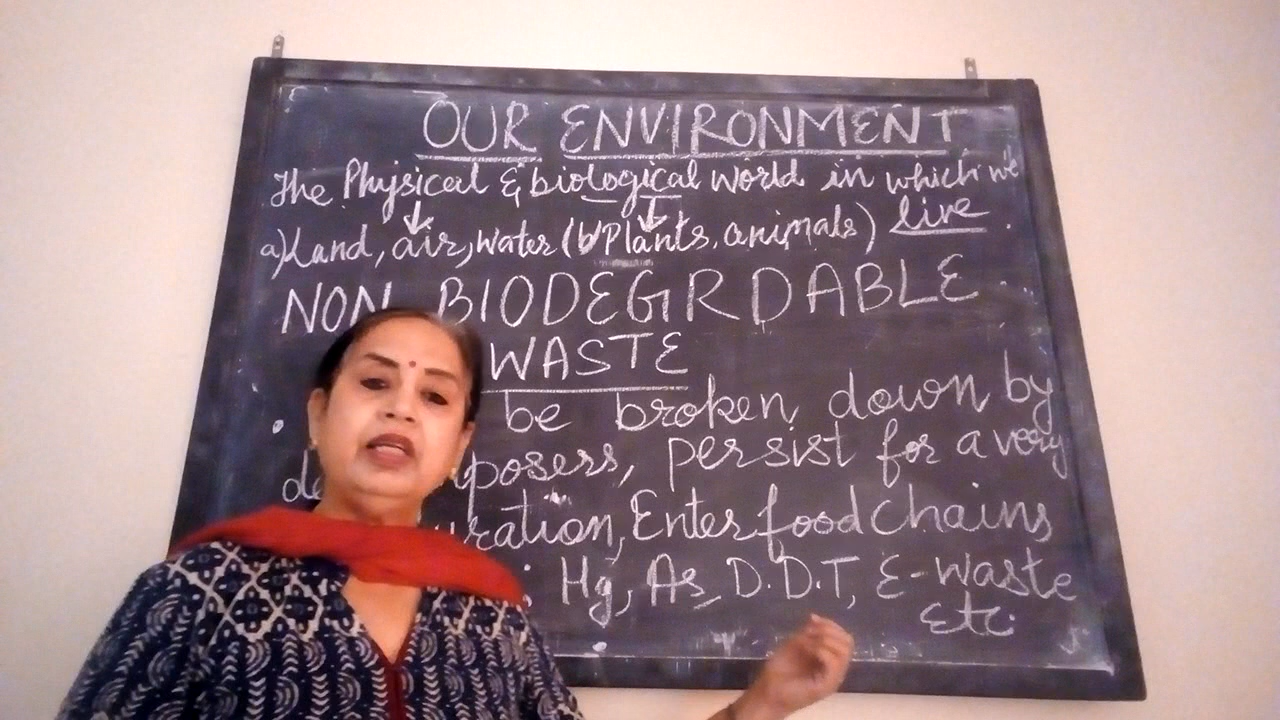 OUR ENVIRONMENT
The Physical & biological world in which we
live.
a) Land, air, water (b) Plants, animals)
NON BIODEGRDABLE
WASTE
be broken down by
posers, persist for a very
uration, Enter food chains
: Hg, As, D.D.T, E-waste
Etc.